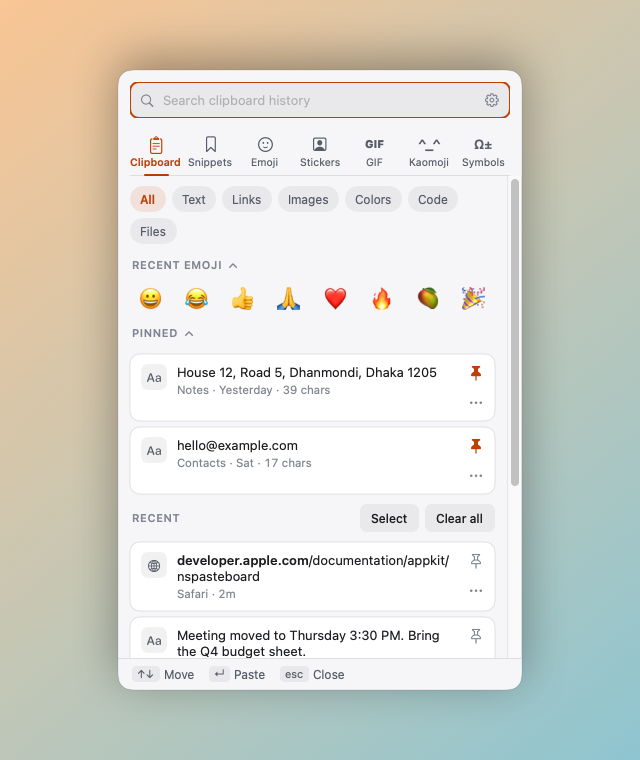 Search clipboard history
GIF ^_^ Ω±
Clipboard Snippets Emoji Stickers GIF Kaomoji Symbols
All Text Links Images Colors Code
Files
RECENT EMOJI
PINNED
Aa House 12, Road 5, Dhanmondi, Dhaka 1205
Notes · Yesterday · 39 chars
Aa hello@example.com
Contacts · Sat · 17 chars
RECENT Select Clear all
developer.apple.com/documentation/appkit/
nspasteboard
Safari · 2m
Aa Meeting moved to Thursday 3:30 PM. Bring
the Q4 budget sheet.
↑↓ Move ↵ Paste esc Close